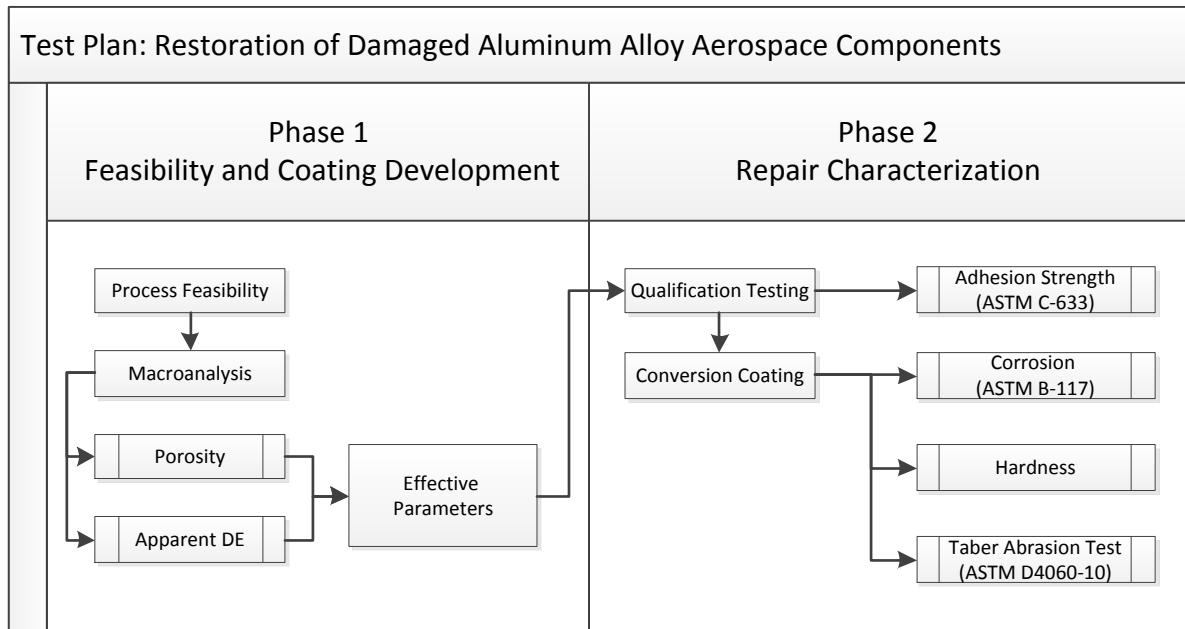 Test Plan: Restoration of Damaged Aluminum Alloy Aerospace Components
Phase 1
Feasibility and Coating Development
Phase 2
Repair Characterization
Process Feasibility
Macroanalysis
Porosity
Apparent DE
Effective
Parameters
Qualification Testing
Conversion Coating
Adhesion Strength
(ASTM C-633)
Corrosion
(ASTM B-117)
Hardness
Taber Abrasion Test
(ASTM D4060-10)